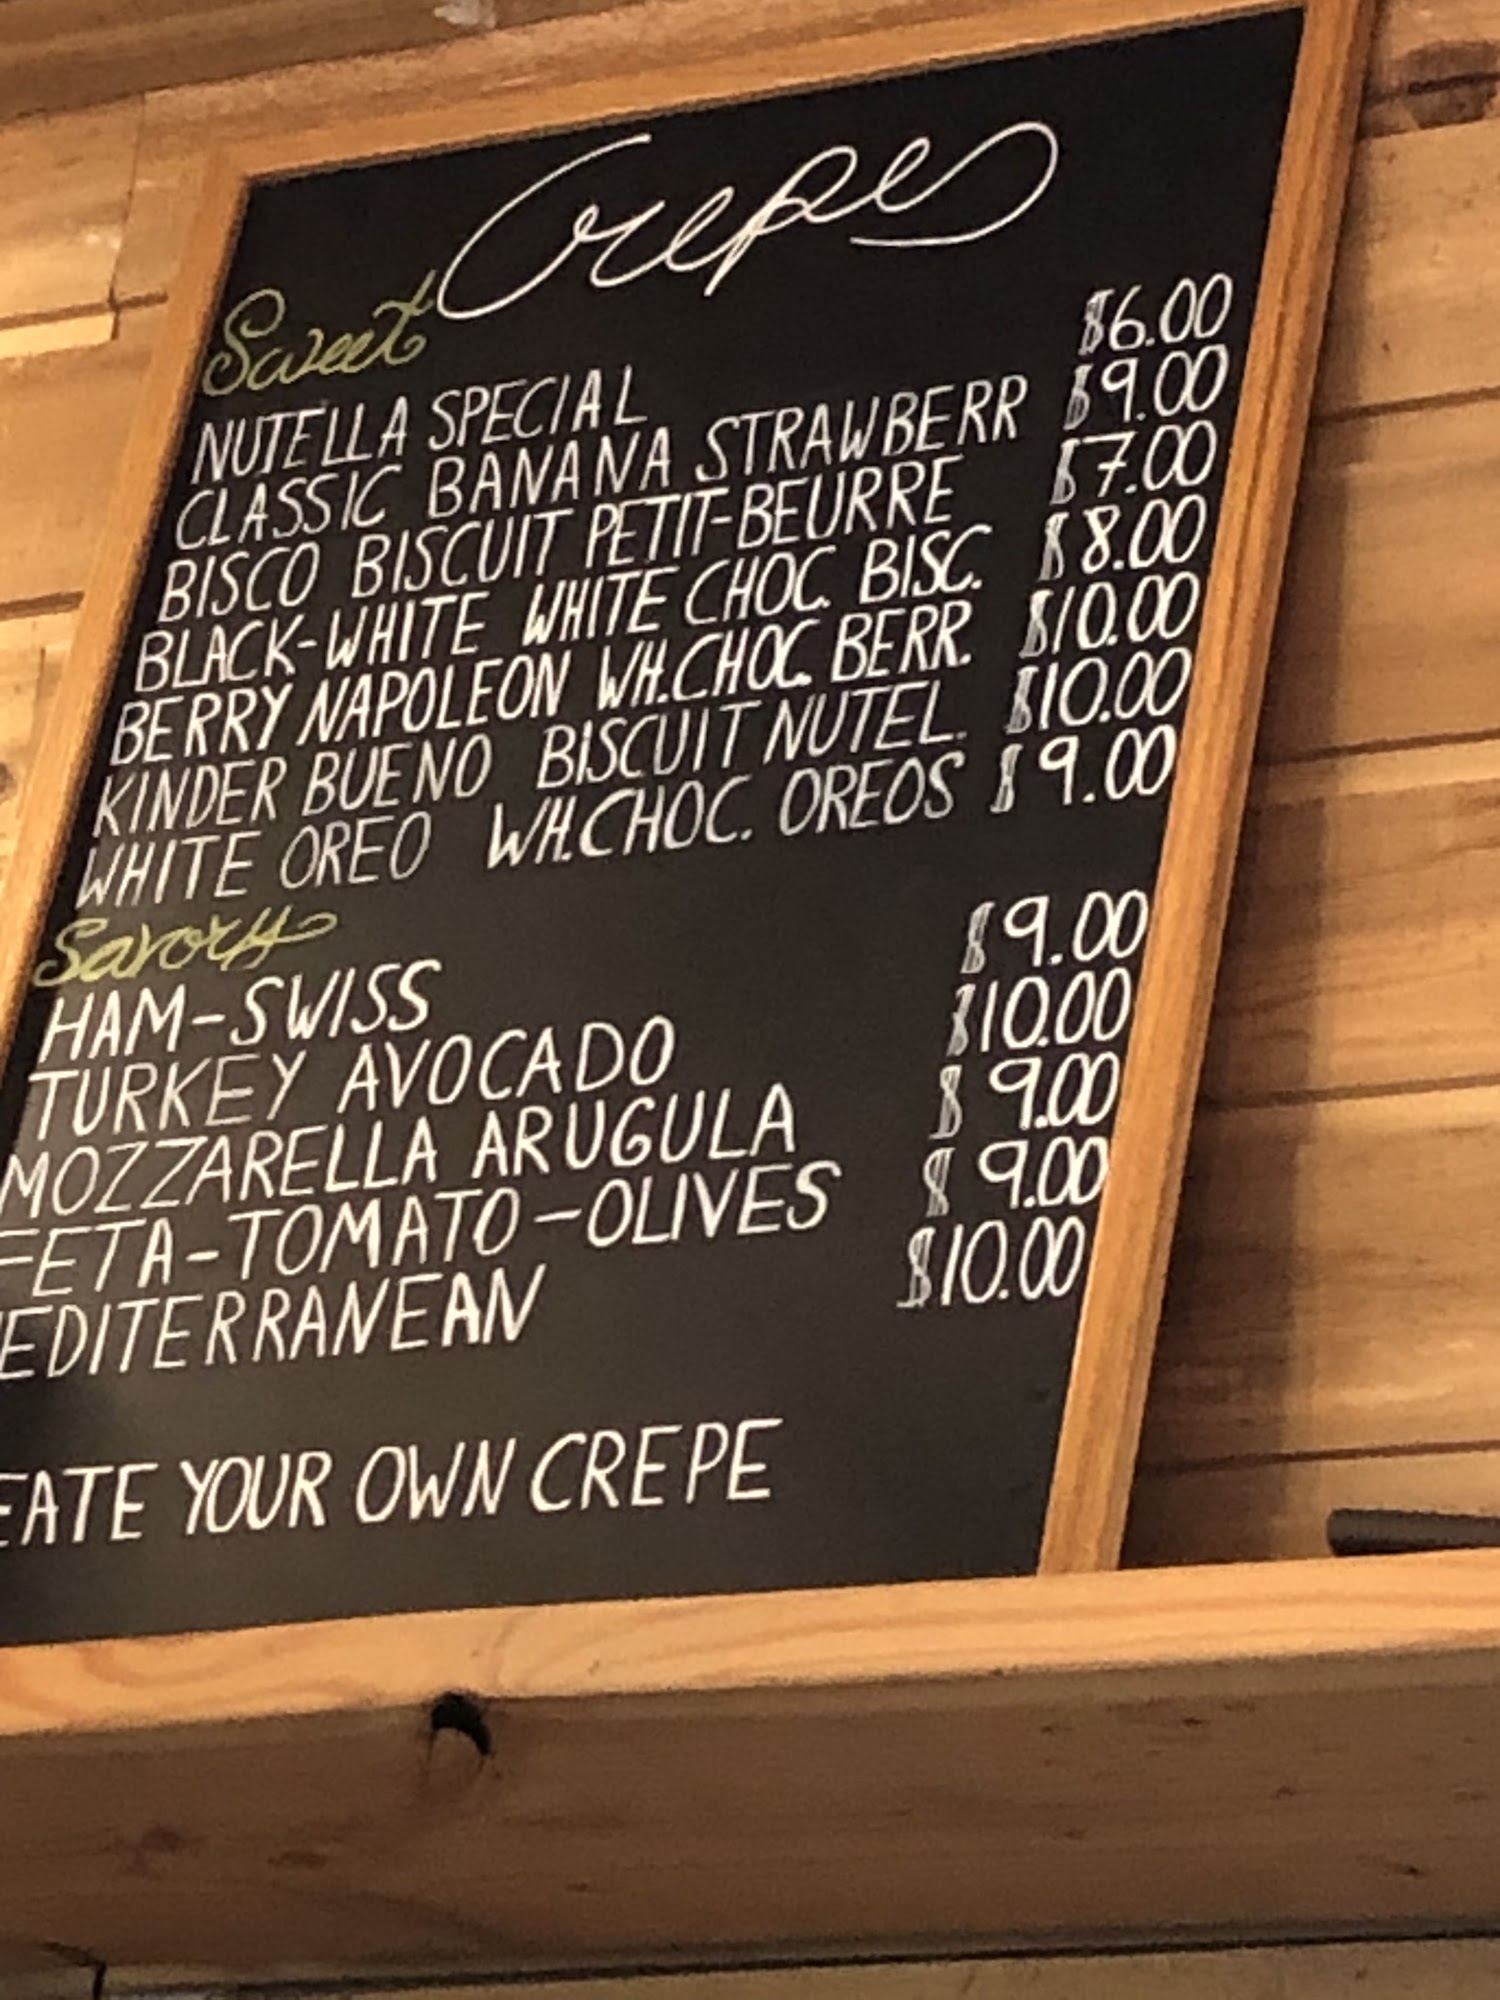 Crepes
Sweet
NUTELLA SPECIAL $6.00
CLASSIC BANANA STRAWBERR $9.00
BISCO BISCUIT PETIT-BEURRE $7.00
BLACK-WHITE WHITE CHOC. BISC. $8.00
BERRY NAPOLEON WH.CHOC. BERR. $10.00
KINDER BUENO BISCUIT NUTEL. $10.00
WHITE OREO WH.CHOC. OREOS $9.00
Savory
HAM-SWISS $9.00
TURKEY AVOCADO $10.00
MOZZARELLA ARUGULA $9.00
FETA-TOMATO-OLIVES $9.00
EDITERRANEAN $10.00
EATE YOUR OWN CREPE